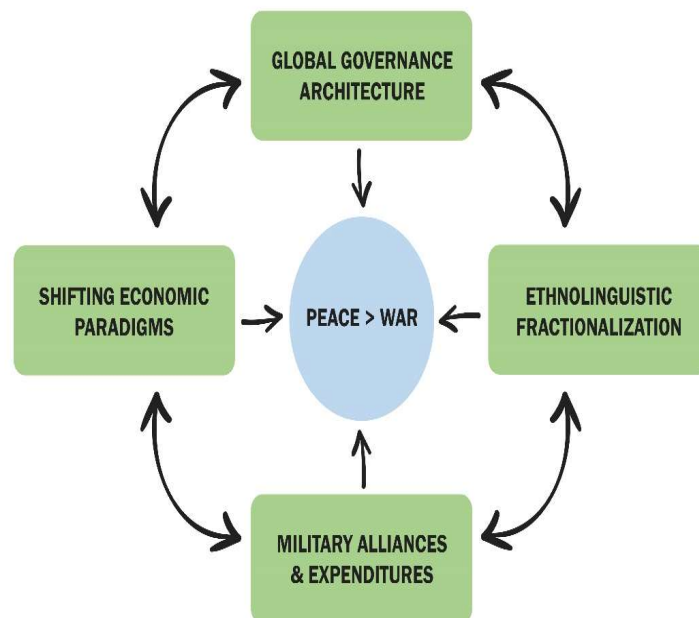 GLOBAL GOVERNANCE
ARCHITECTURE
SHIFTING ECONOMIC
PARADIGMS
PEACE > WAR
ETHNOLINGUISTIC
FRACTIONALIZATION
MILITARY ALLIANCES
& EXPENDITURES